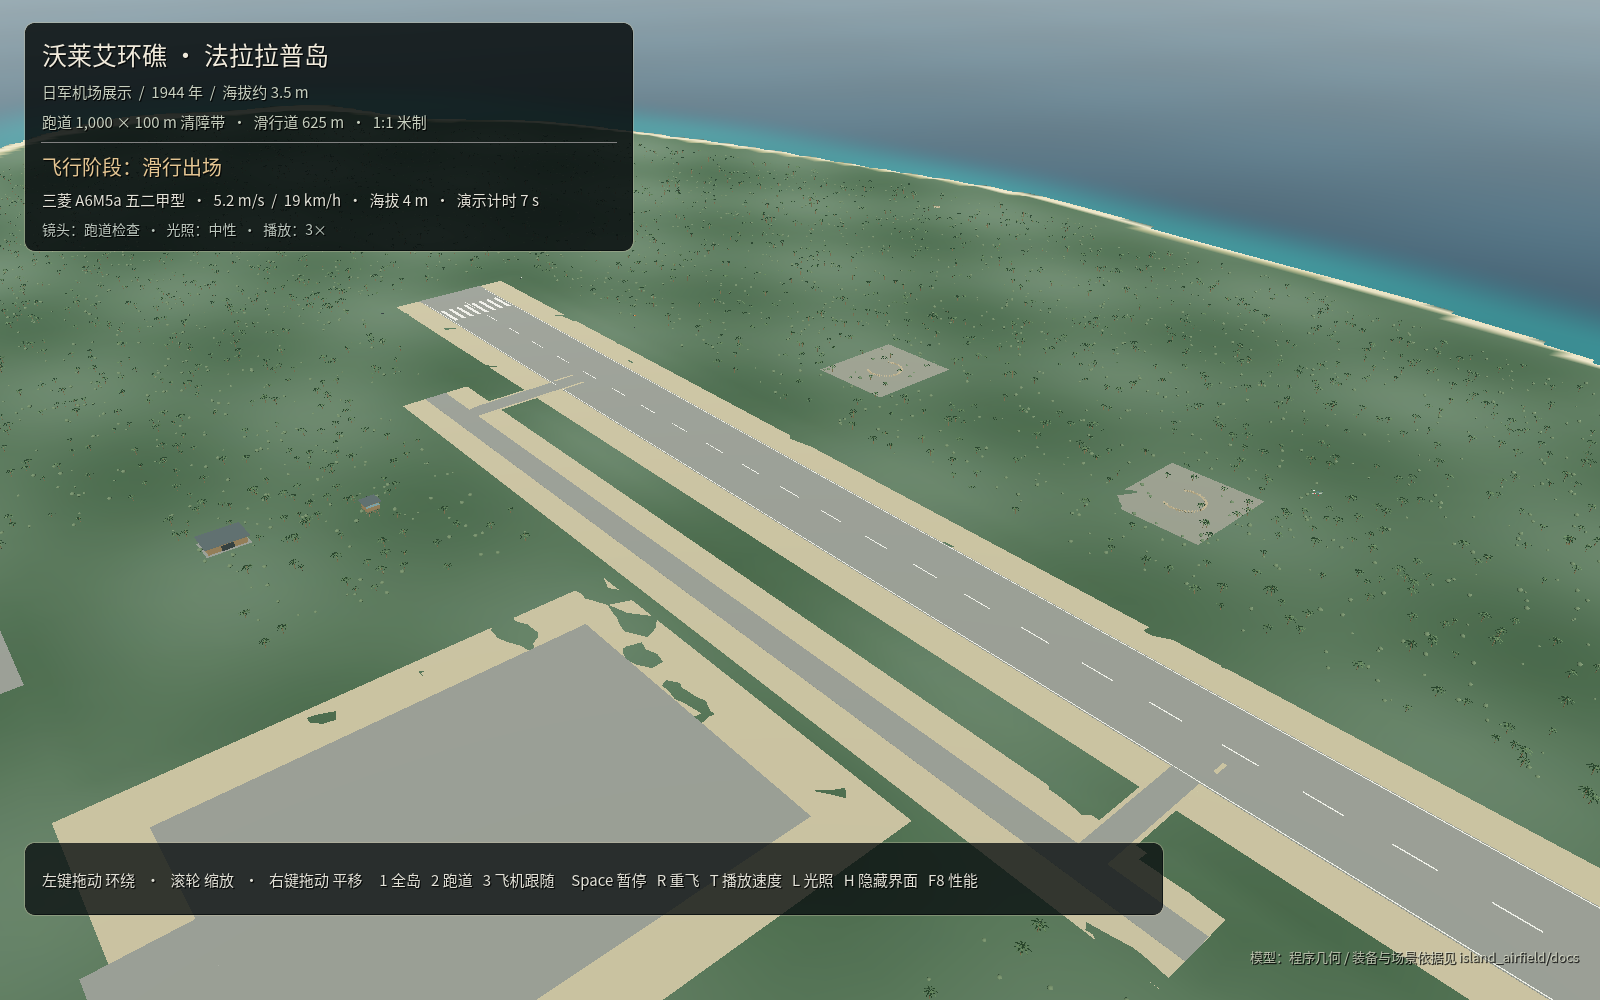 沃莱艾环礁 · 法拉拉普岛
日军机场展示 / 1944 年 / 海拔约 3.5 m
跑道 1,000 × 100 m 清障带 · 滑行道 625 m · 1:1 米制
飞行阶段：滑行出场
三菱 A6M5a 五二甲型 · 5.2 m/s / 19 km/h · 海拔 4 m · 演示计时 7 s
镜头：跑道检查 · 光照：中性 · 播放：3×
左键拖动 环绕 · 滚轮 缩放 · 右键拖动 平移 1 全岛 2 跑道 3 飞机跟随 Space 暂停 R 重飞 T 播放速度 L 光照 H 隐藏界面 F8 性能
模型：程序几何 / 装备与场景依据见 island_airfield/docs